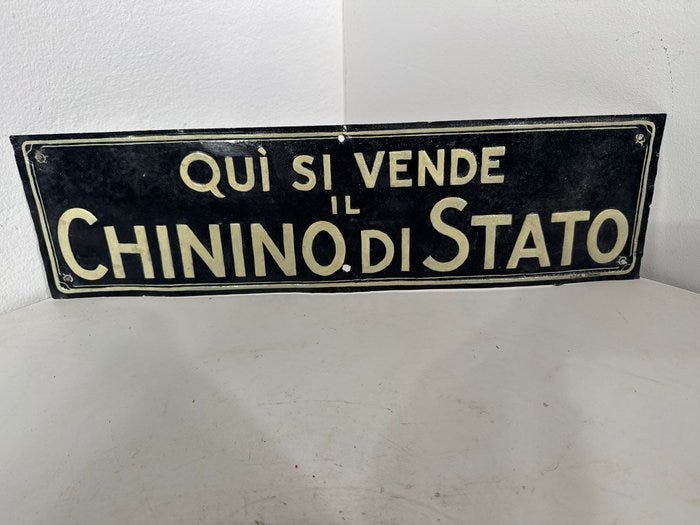 QUÌ SI VENDE
IL
CHININO DI STATO